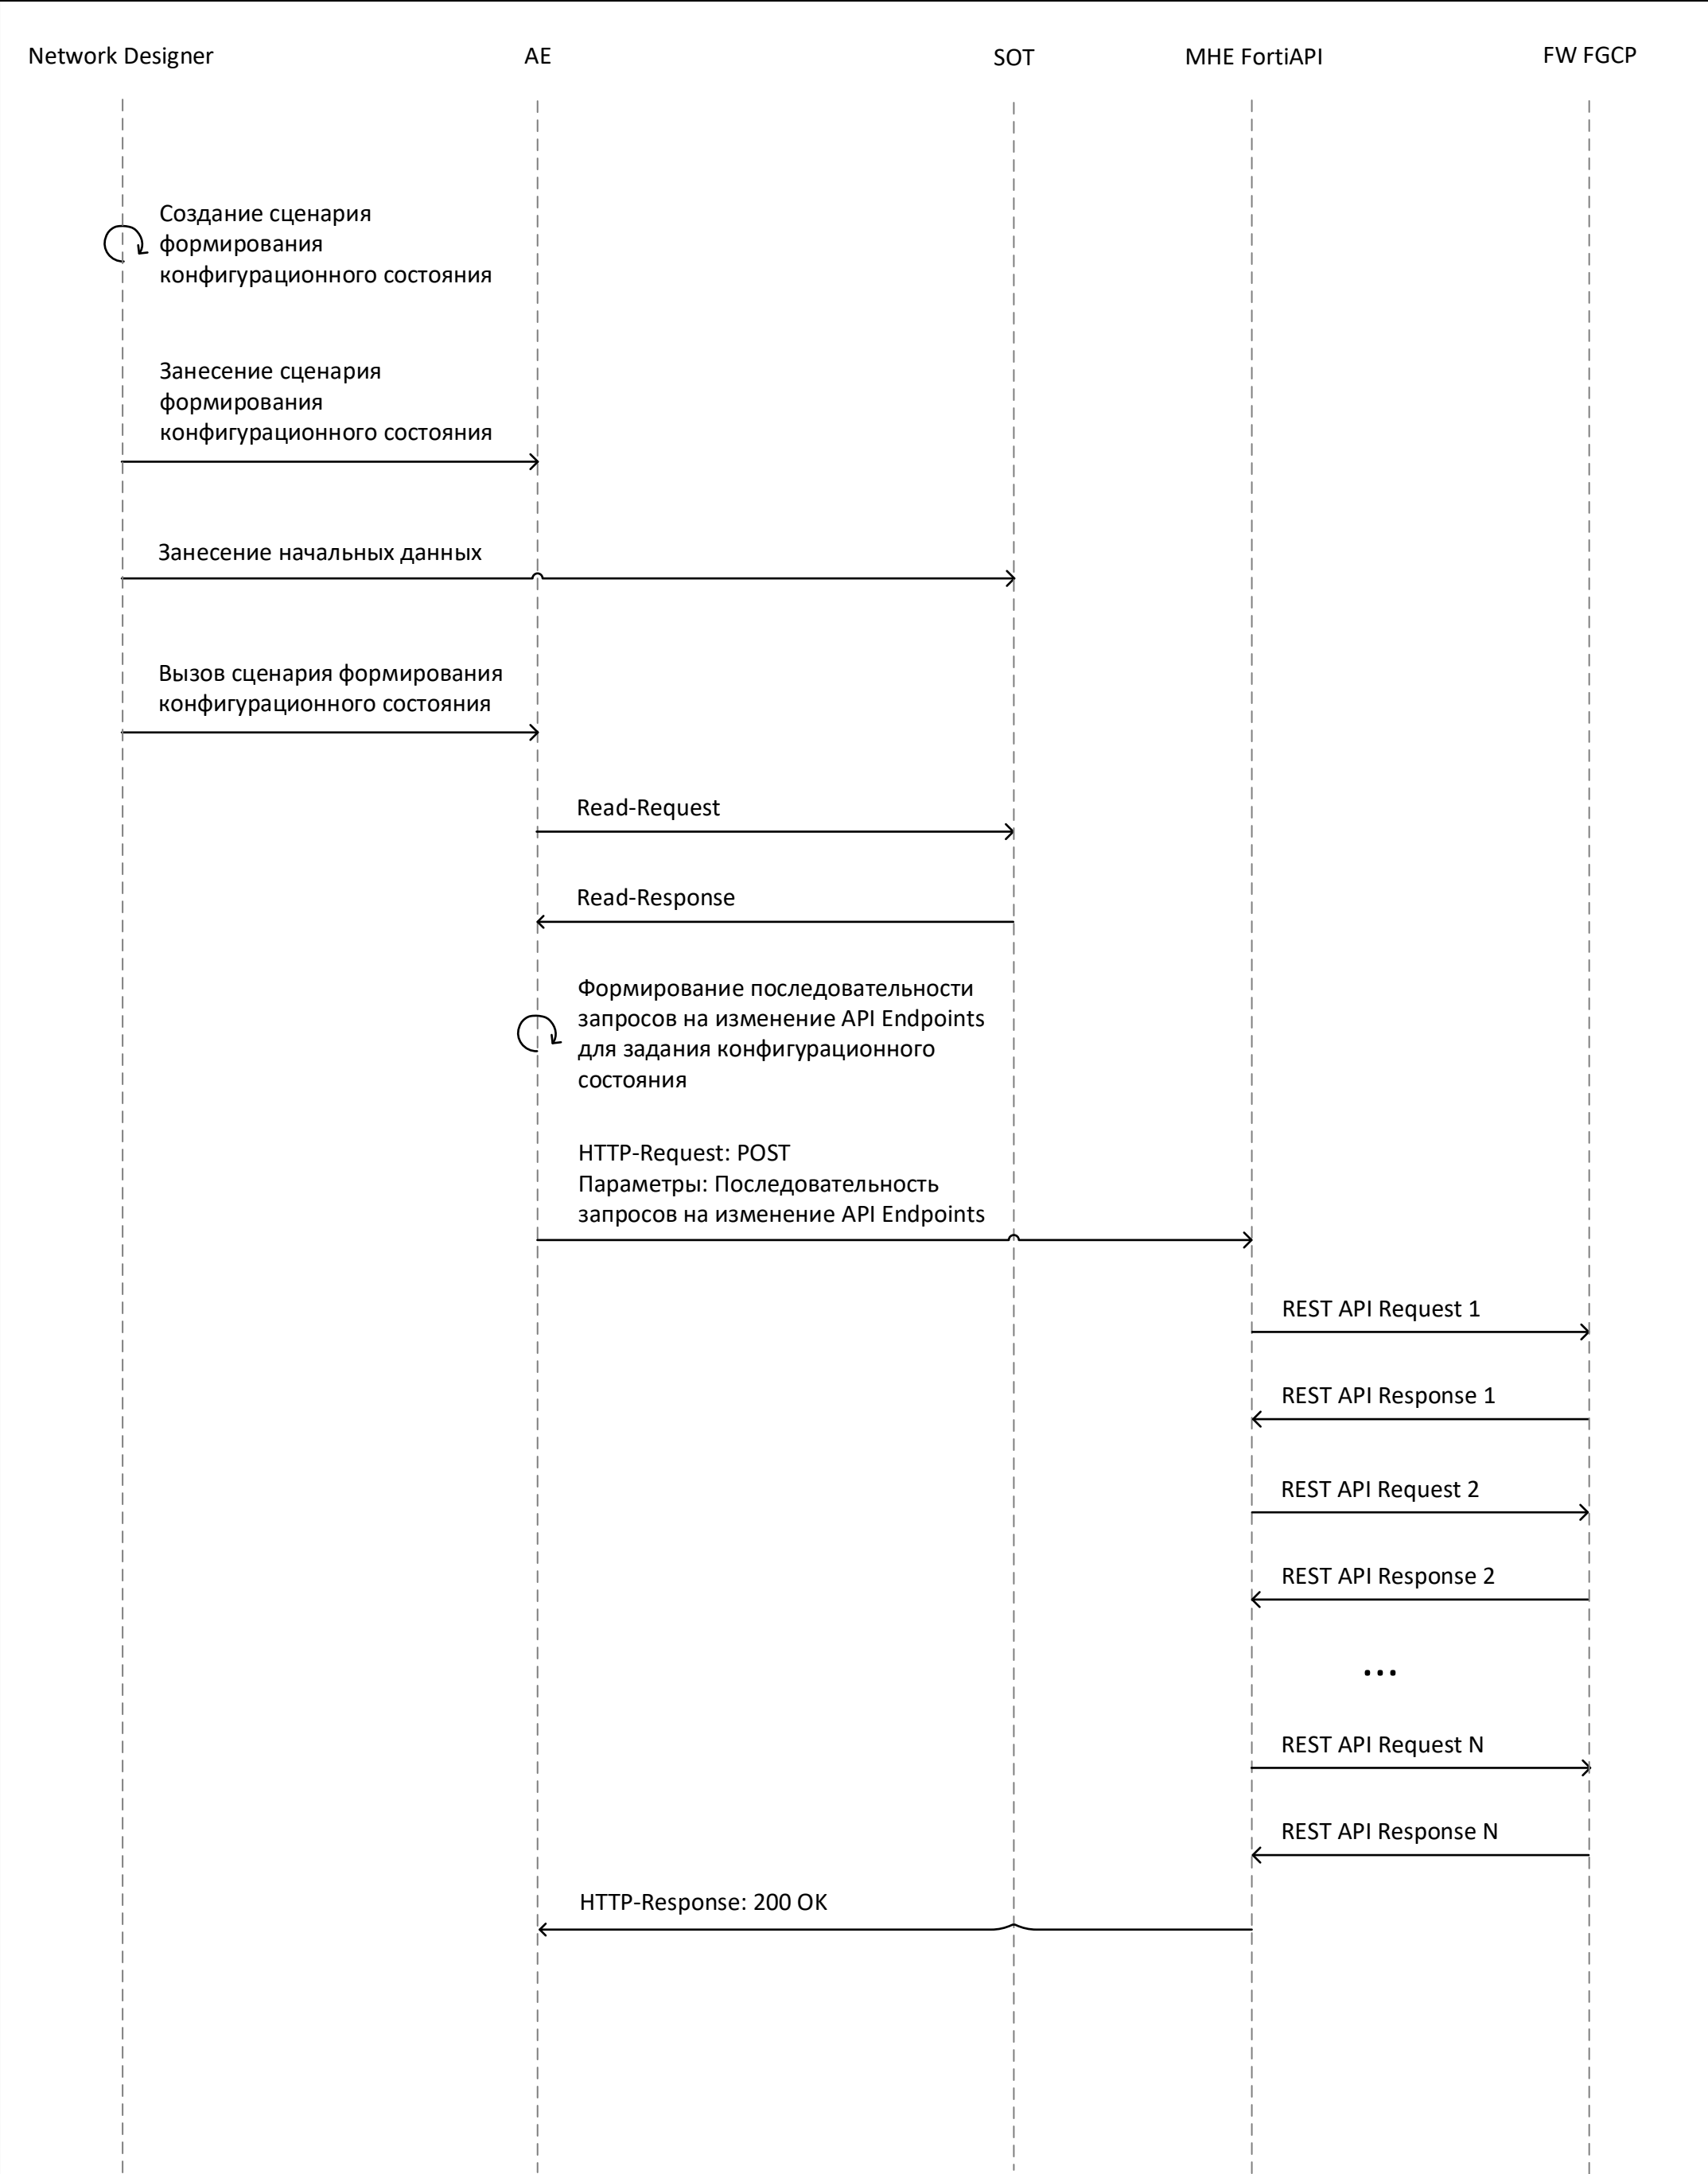 Network Designer
AE
SOT
MHE FortiAPI
FW FGCP
Создание сценария
формирования
конфигурационного состояния
Занесение сценария
формирования
конфигурационного состояния
Занесение начальных данных
Вызов сценария формирования
конфигурационного состояния
Read-Request
Read-Response
Формирование последовательности
запросов на изменение API Endpoints
для задания конфигурационного
состояния
HTTP-Request: POST
Параметры: Последовательность
запросов на изменение API Endpoints
REST API Request 1
REST API Response 1
REST API Request 2
REST API Response 2
...
REST API Request N
REST API Response N
HTTP-Response: 200 OK